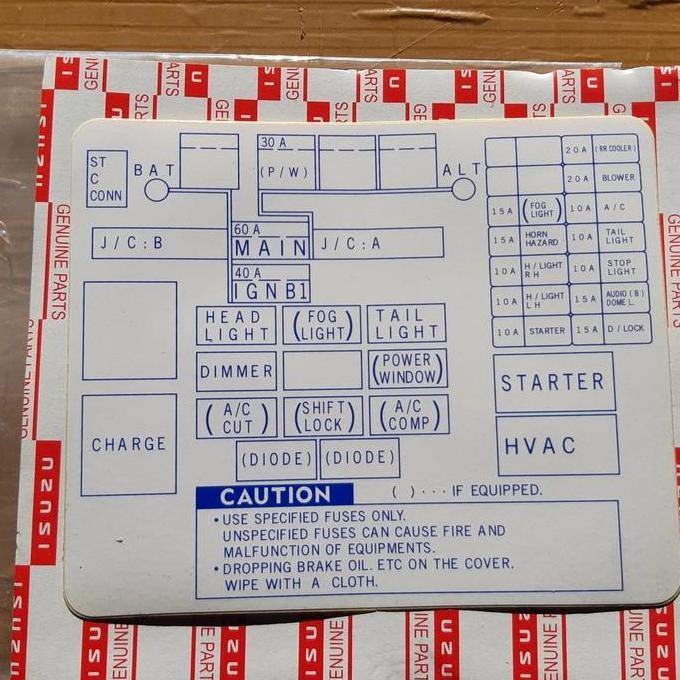 ST
C
CONN
BAT
30 A
(P/W)
ALT
J/C:B
60 A
MAIN
J/C:A
40 A
IGN B1
20 A (RR COOLER)
20 A BLOWER
15 A (FOG LIGHT) 10 A A/C
15 A HORN HAZARD 10 A TAIL LIGHT
10 A H/LIGHT RH 10 A STOP LIGHT
10 A H/LIGHT LH 15 A AUDIO(B) DOME L.
10 A STARTER 15 A D/LOCK
HEAD LIGHT
(FOG LIGHT)
TAIL LIGHT
DIMMER
(POWER WINDOW)
(A/C CUT)
(SHIFT LOCK)
(A/C COMP)
(DIODE) (DIODE)
CHARGE
STARTER
HVAC
CAUTION
( ) ··· IF EQUIPPED.
• USE SPECIFIED FUSES ONLY.
UNSPECIFIED FUSES CAN CAUSE FIRE AND
MALFUNCTION OF EQUIPMENTS.
• DROPPING BRAKE OIL. ETC ON THE COVER.
WIPE WITH A CLOTH.
ISUZU
GENUINE PARTS